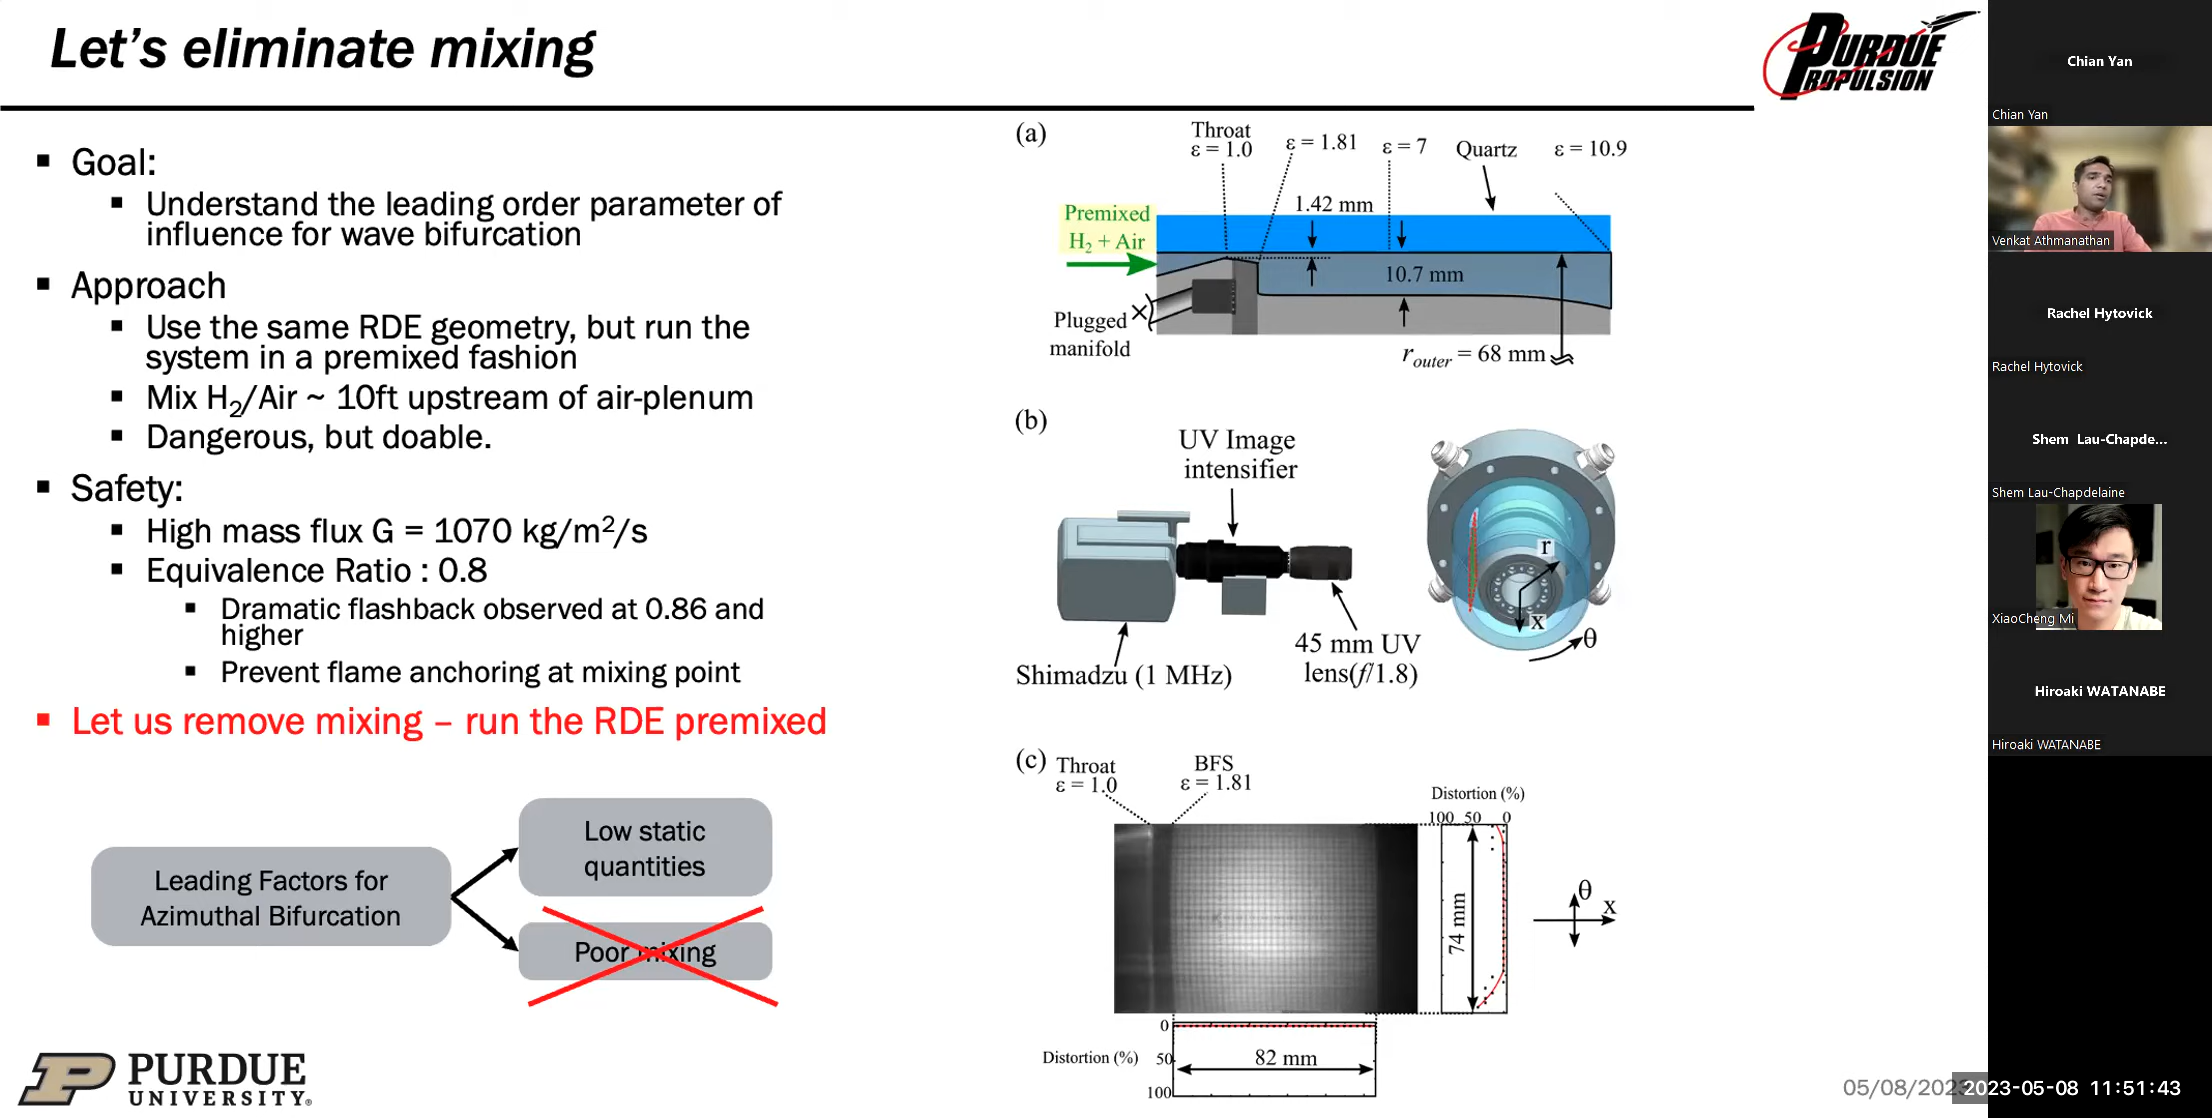 Let's eliminate mixing
PURDUE
PROPULSION
▪ Goal:
▪ Understand the leading order parameter of
influence for wave bifurcation
▪ Approach
▪ Use the same RDE geometry, but run the
system in a premixed fashion
▪ Mix H₂/Air ~ 10ft upstream of air-plenum
▪ Dangerous, but doable.
▪ Safety:
▪ High mass flux G = 1070 kg/m²/s
▪ Equivalence Ratio : 0.8
▪ Dramatic flashback observed at 0.86 and
higher
▪ Prevent flame anchoring at mixing point
▪ Let us remove mixing – run the RDE premixed
Leading Factors for
Azimuthal Bifurcation
Low static
quantities
Poor mixing
PURDUE
UNIVERSITY®
(a)
Throat
ε = 1.0
ε = 1.81
ε = 7
Quartz
ε = 10.9
1.42 mm
Premixed
H₂ + Air
10.7 mm
Plugged
manifold
r outer = 68 mm
(b)
UV Image
intensifier
r
x
θ
45 mm UV
lens(f/1.8)
Shimadzu (1 MHz)
(c)
Throat
ε = 1.0
BFS
ε = 1.81
Distortion (%)
100 50 0
74 mm
θ
x
0
Distortion (%)
50
82 mm
100
05/08/202
2023-05-08 11:51:43
Chian Yan
Chian Yan
Venkat Athmanathan
Rachel Hytovick
Rachel Hytovick
Shem Lau-Chapde...
Shem Lau-Chapdelaine
XiaoCheng Mi
Hiroaki WATANABE
Hiroaki WATANABE